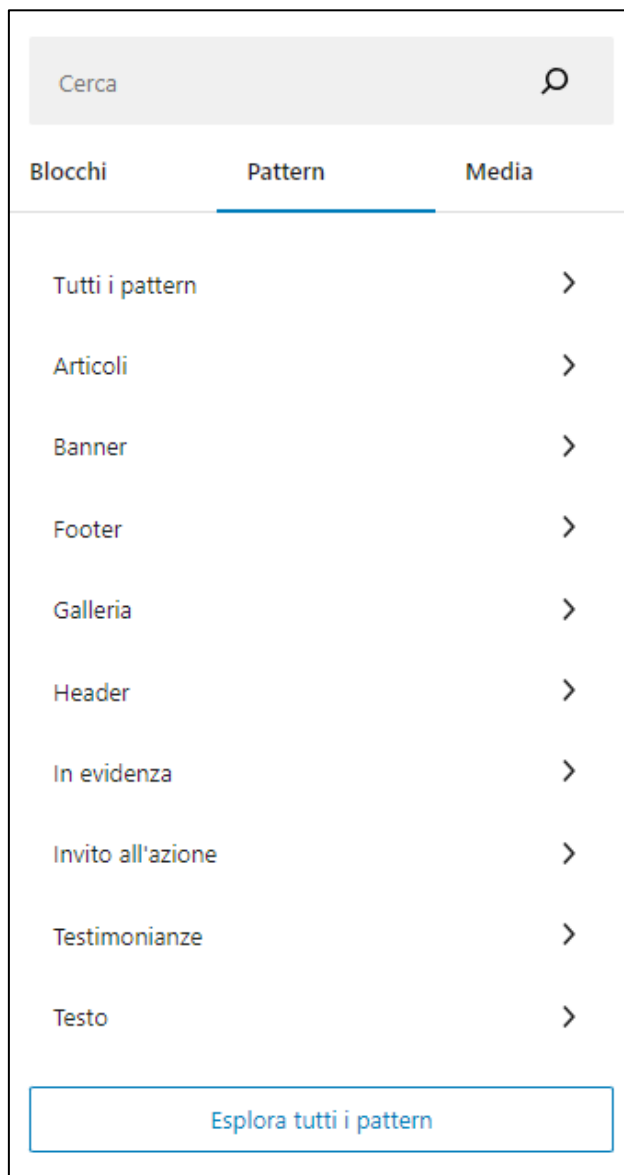 Cerca
Blocchi Pattern Media
Tutti i pattern
Articoli
Banner
Footer
Galleria
Header
In evidenza
Invito all'azione
Testimonianze
Testo
Esplora tutti i pattern